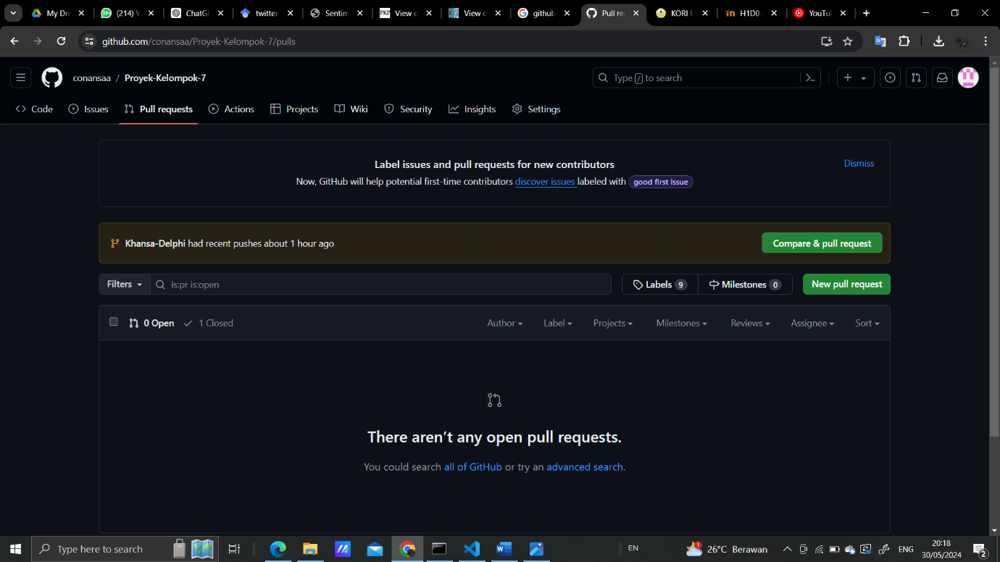 My Dri
(214) W
ChatGP
twitter
Sentim
View o
View o
github
Pull re
KORI U
H1D0-
YouTu
github.com/conansaa/Proyek-Kelompok-7/pulls
conansaa / Proyek-Kelompok-7
Type / to search
Code
Issues
Pull requests
Actions
Projects
Wiki
Security
Insights
Settings
Label issues and pull requests for new contributors
Dismiss
Now, GitHub will help potential first-time contributors discover issues labeled with good first issue
Khansa-Delphi had recent pushes about 1 hour ago
Compare & pull request
Filters
is:pr is:open
Labels 9
Milestones 0
New pull request
0 Open
1 Closed
Author
Label
Projects
Milestones
Reviews
Assignee
Sort
There aren’t any open pull requests.
You could search all of GitHub or try an advanced search.
Type here to search
EN
1
26°C Berawan
ENG
20:18
30/05/2024
2